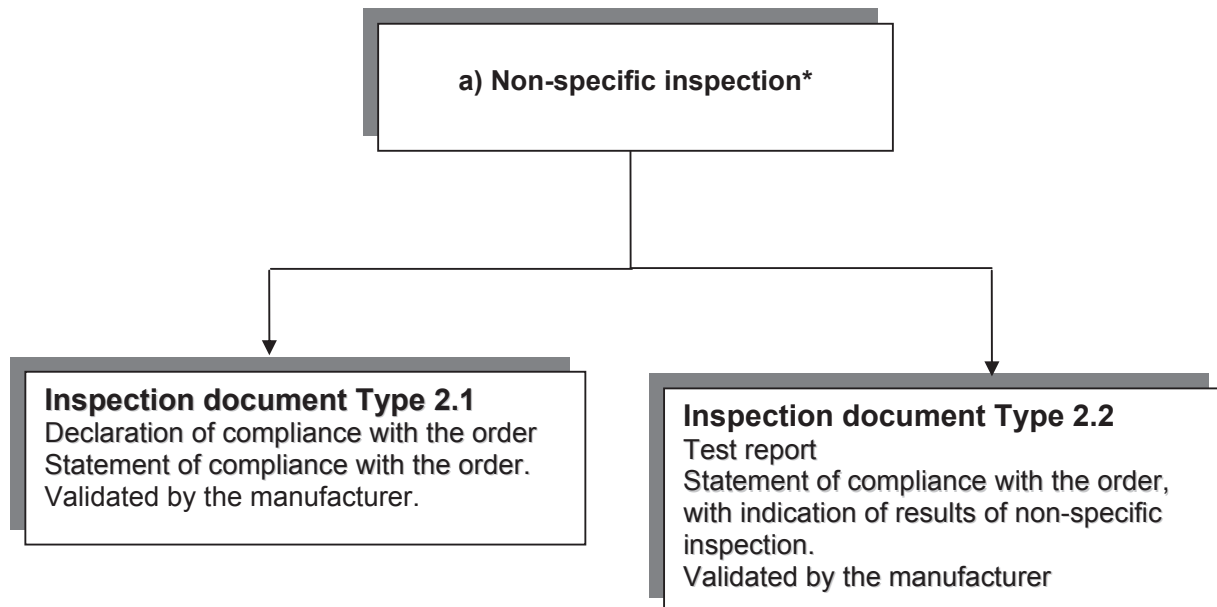 a) Non-specific inspection*
Inspection document Type 2.1
Declaration of compliance with the order
Statement of compliance with the order.
Validated by the manufacturer.
Inspection document Type 2.2
Test report
Statement of compliance with the order,
with indication of results of non-specific
inspection.
Validated by the manufacturer